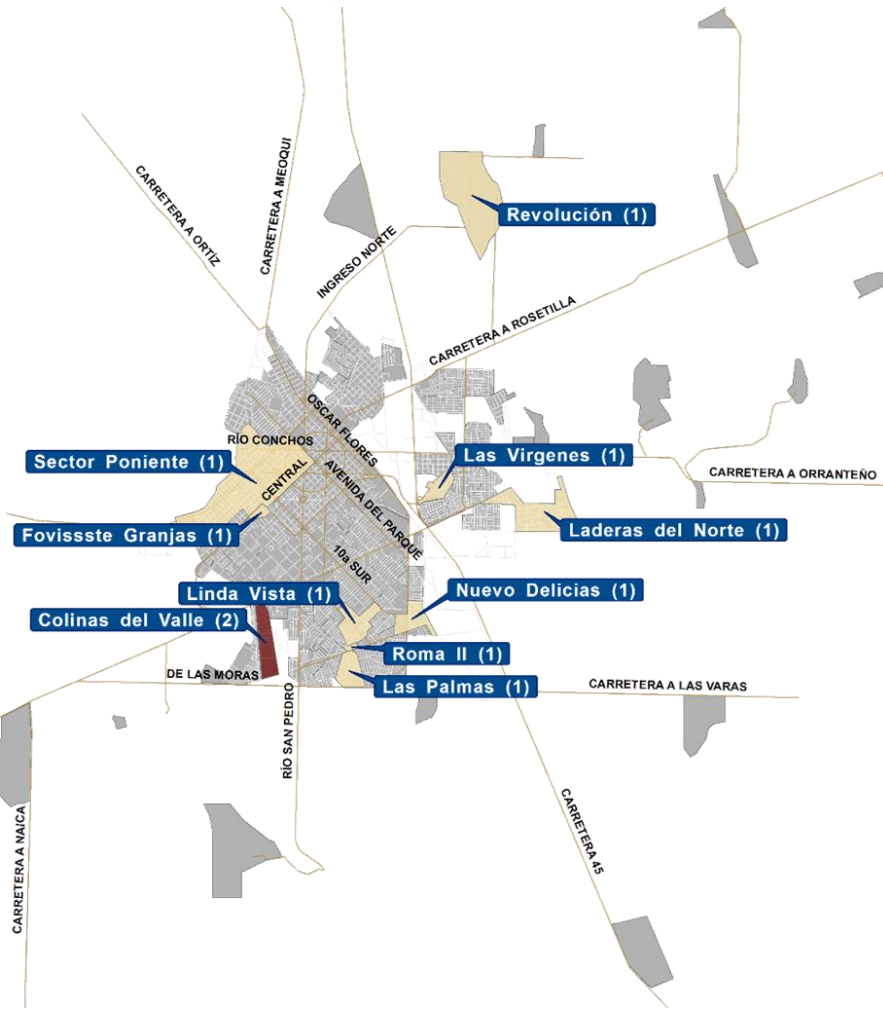 CARRETERA A ORTÍZ
CARRETERA A MEOQUI
INGRESO NORTE
Revolución (1)
CARRETERA A ROSETILLA
OSCAR FLORES
RÍO CONCHOS
Sector Poniente (1)
CENTRAL
AVENIDA DEL PARQUE
Las Virgenes (1)
CARRETERA A ORRANTEÑO
Fovissste Granjas (1)
Laderas del Norte (1)
10a SUR
Linda Vista (1)
Nuevo Delicias (1)
Colinas del Valle (2)
Roma II (1)
DE LAS MORAS
Las Palmas (1)
CARRETERA A LAS VARAS
RÍO SAN PEDRO
CARRETERA A NAICA
CARRETERA 45